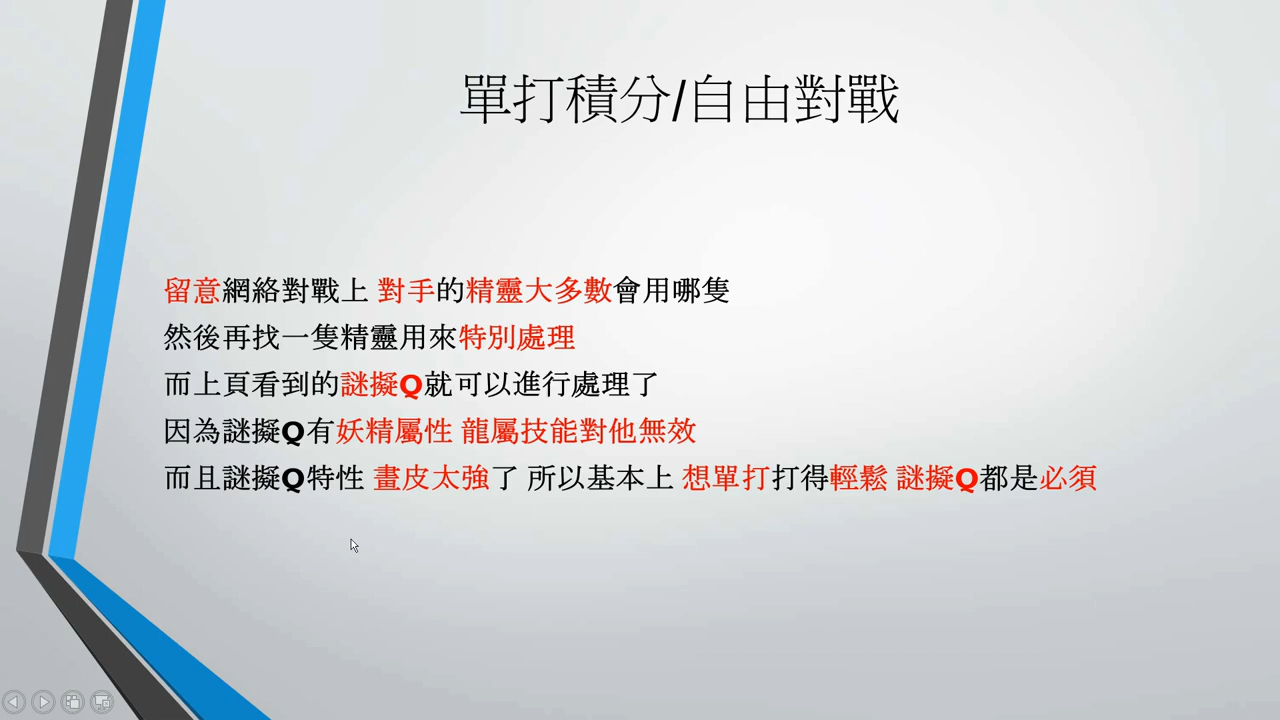 單打積分/自由對戰
留意網絡對戰上 對手的精靈大多數會用哪隻
然後再找一隻精靈用來特別處理
而上頁看到的謎擬Q就可以進行處理了
因為謎擬Q有妖精屬性 龍屬技能對他無效
而且謎擬Q特性 畫皮太強了 所以基本上 想單打打得輕鬆 謎擬Q都是必須